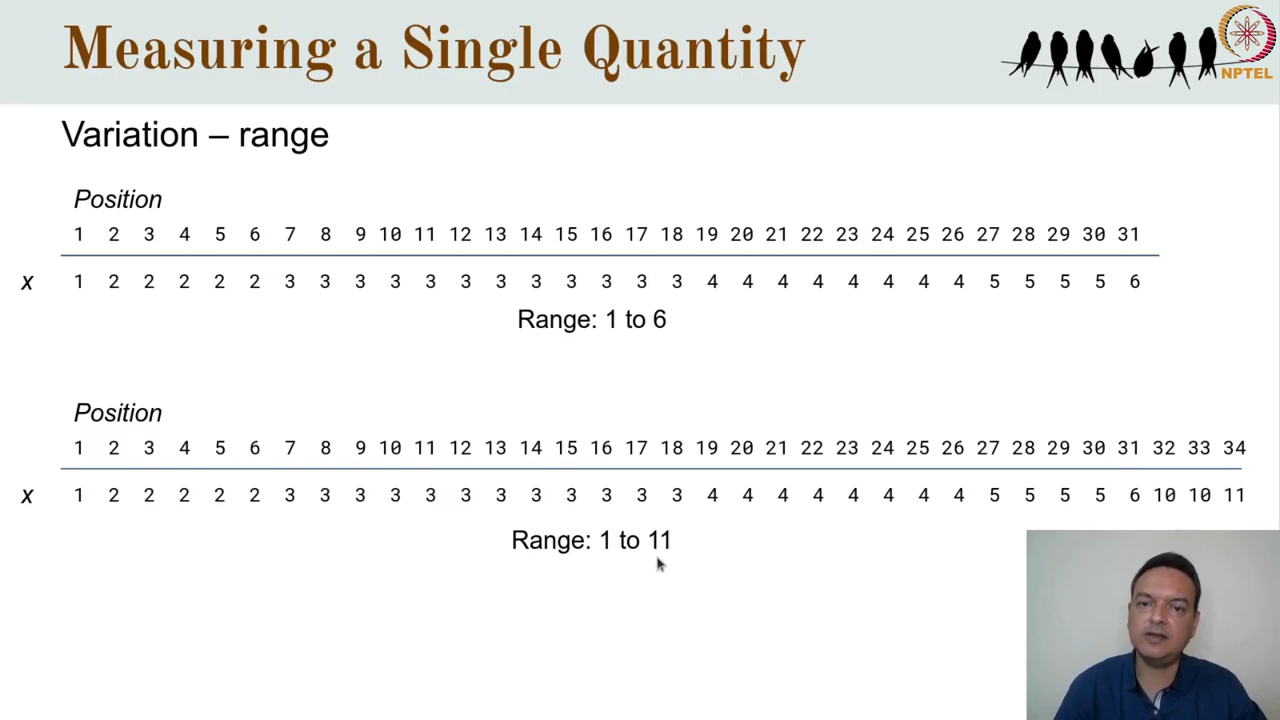 Measuring a Single Quantity
NPTEL
Variation – range
Position
1 2 3 4 5 6 7 8 9 10 11 12 13 14 15 16 17 18 19 20 21 22 23 24 25 26 27 28 29 30 31
x 1 2 2 2 2 2 3 3 3 3 3 3 3 3 3 3 3 3 4 4 4 4 4 4 4 4 5 5 5 5 6
Range: 1 to 6
Position
1 2 3 4 5 6 7 8 9 10 11 12 13 14 15 16 17 18 19 20 21 22 23 24 25 26 27 28 29 30 31 32 33 34
x 1 2 2 2 2 2 3 3 3 3 3 3 3 3 3 3 3 3 4 4 4 4 4 4 4 4 5 5 5 5 6 10 10 11
Range: 1 to 11